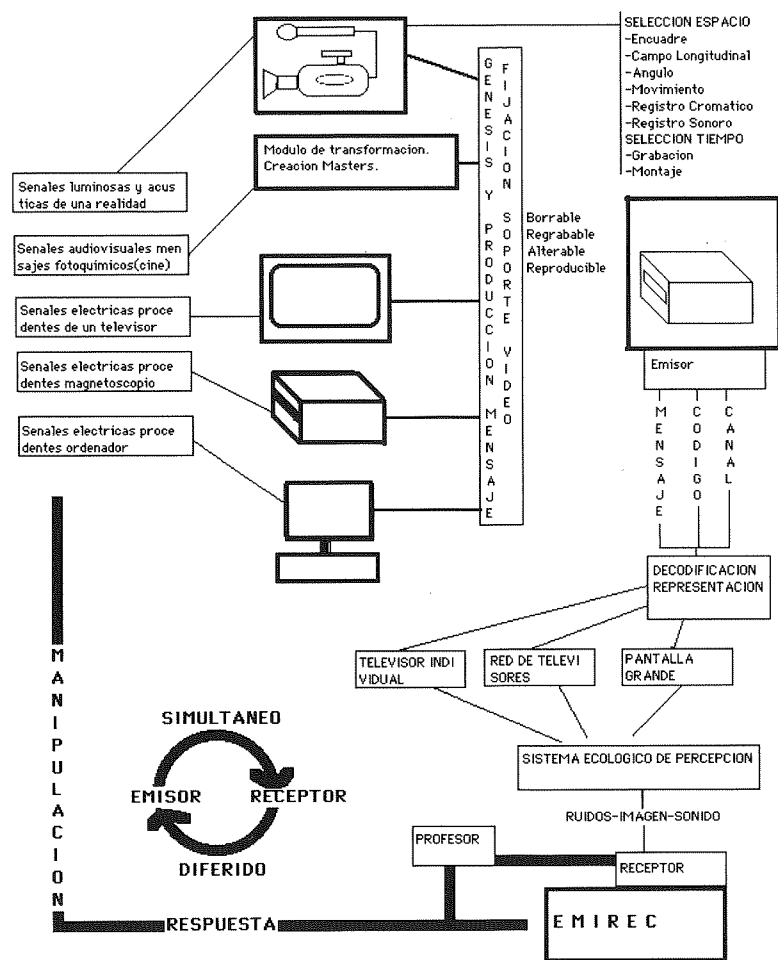 SELECCION ESPACIO
-Encuadre
-Campo Longitudinal
-Angulo
-Movimiento
-Registro Cromatico
-Registro Sonoro
SELECCION TIEMPO
-Grabacion
-Montaje
GENESIS Y PRODUCCION MENSAJE
FIJACION SOPORTE VIDEO
Modulo de transformacion.
Creacion Masters.
Senales luminosas y acus
ticas de una realidad
Senales audiovisuales men
sajes fotoquimicos(cine)
Senales electricas proce
dentes de un televisor
Senales electricas proce
dentes magnetoscopio
Senales electricas proce
dentes ordenador
Borrable
Regrabable
Alterable
Reproducible
Emisor
MENSAJE
CODIGO
CANAL
DECODIFICACION
REPRESENTACION
TELEVISOR INDI
VIDUAL
RED DE TELEVI
SORES
PANTALLA
GRANDE
SISTEMA ECOLOGICO DE PERCEPCION
RUIDOS-IMAGEN-SONIDO
PROFESOR
RECEPTOR
EMIREC
MANIPULACION
SIMULTANEO
EMISOR
RECEPTOR
DIFERIDO
RESPUESTA